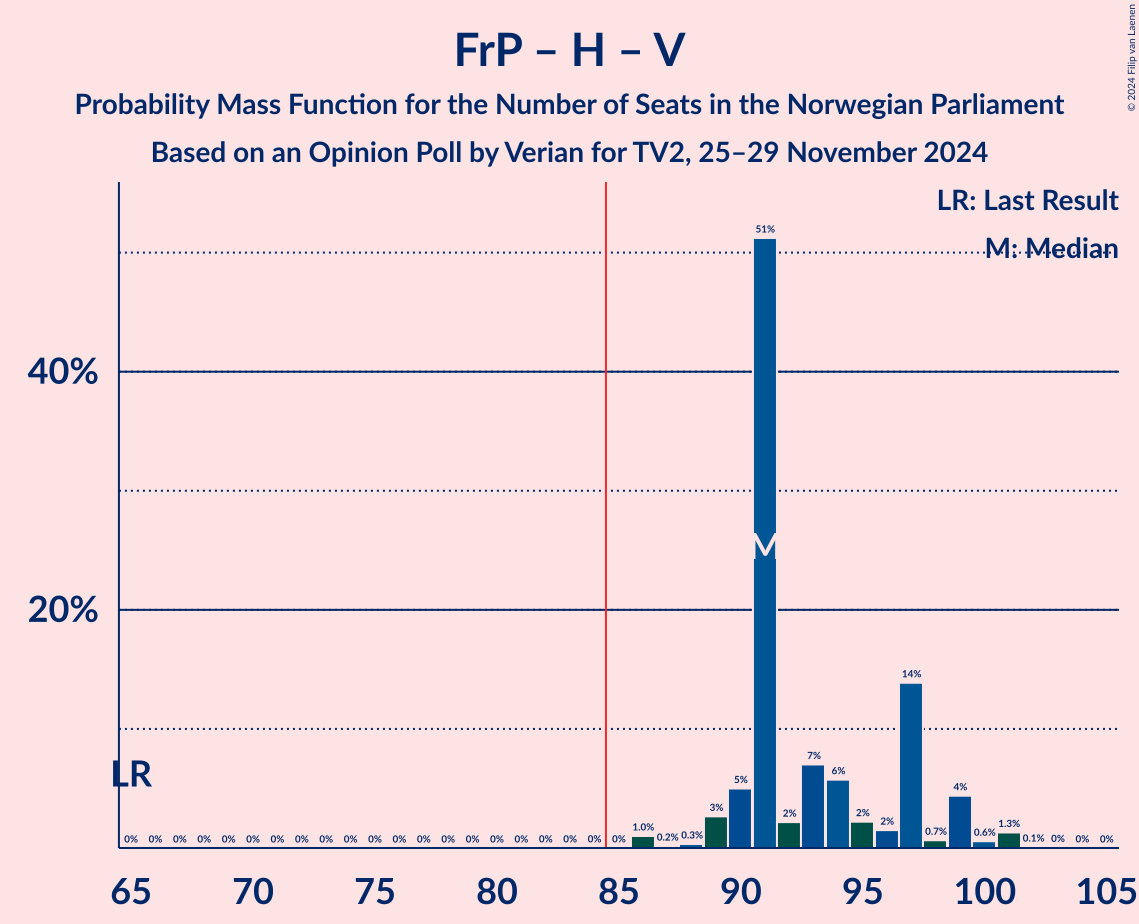 FrP – H – V
Probability Mass Function for the Number of Seats in the Norwegian Parliament
Based on an Opinion Poll by Verian for TV2, 25–29 November 2024
© 2024 Filip van Laenen
LR: Last Result
M: Median
40%
20%
LR
M
0% 0% 0% 0% 0% 0% 0% 0% 0% 0% 0% 0% 0% 0% 0% 0% 0% 0% 0% 0% 0% 1.0% 0.2% 0.3% 3% 5% 51% 2% 7% 6% 2% 2% 14% 0.7% 4% 0.6% 1.3% 0.1% 0% 0% 0%
65 70 75 80 85 90 95 100 105